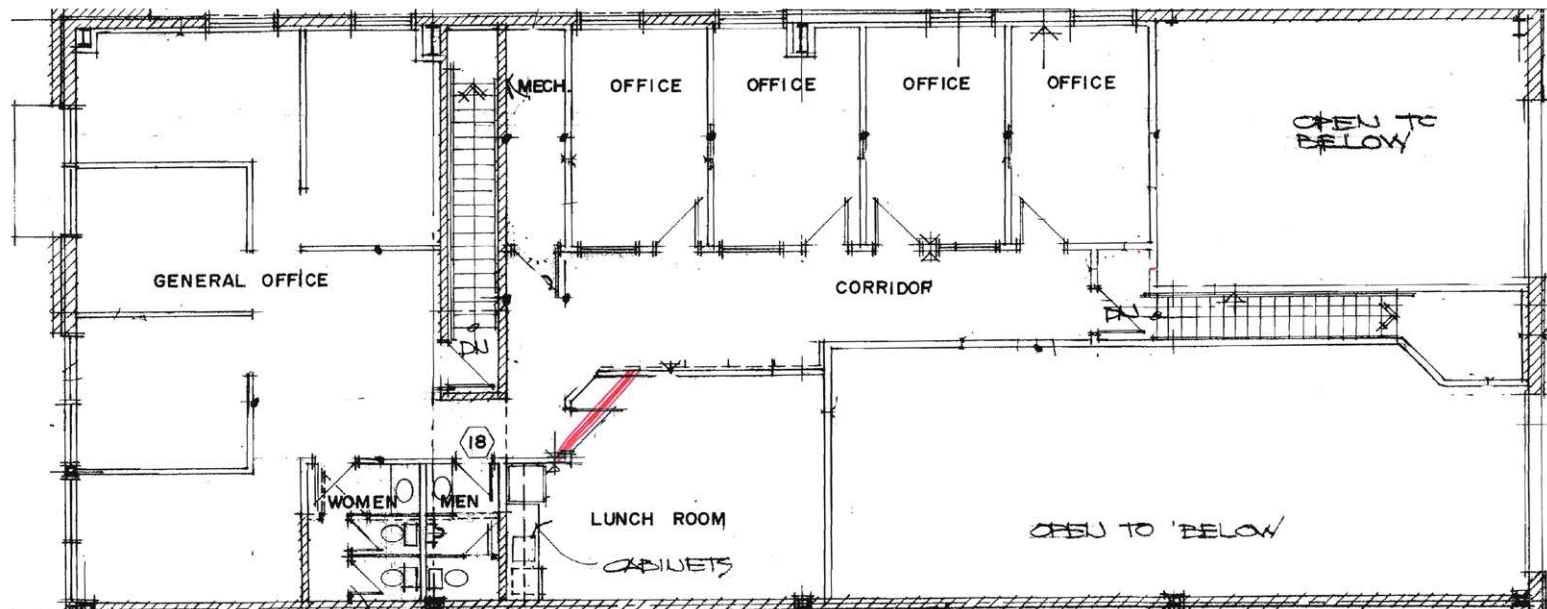 MECH.
OFFICE
OFFICE
OFFICE
OFFICE
OPEN TO
BELOW
GENERAL OFFICE
CORRIDOR
DN
DN
18
WOMEN
MEN
LUNCH ROOM
OPEN TO BELOW
CABINETS